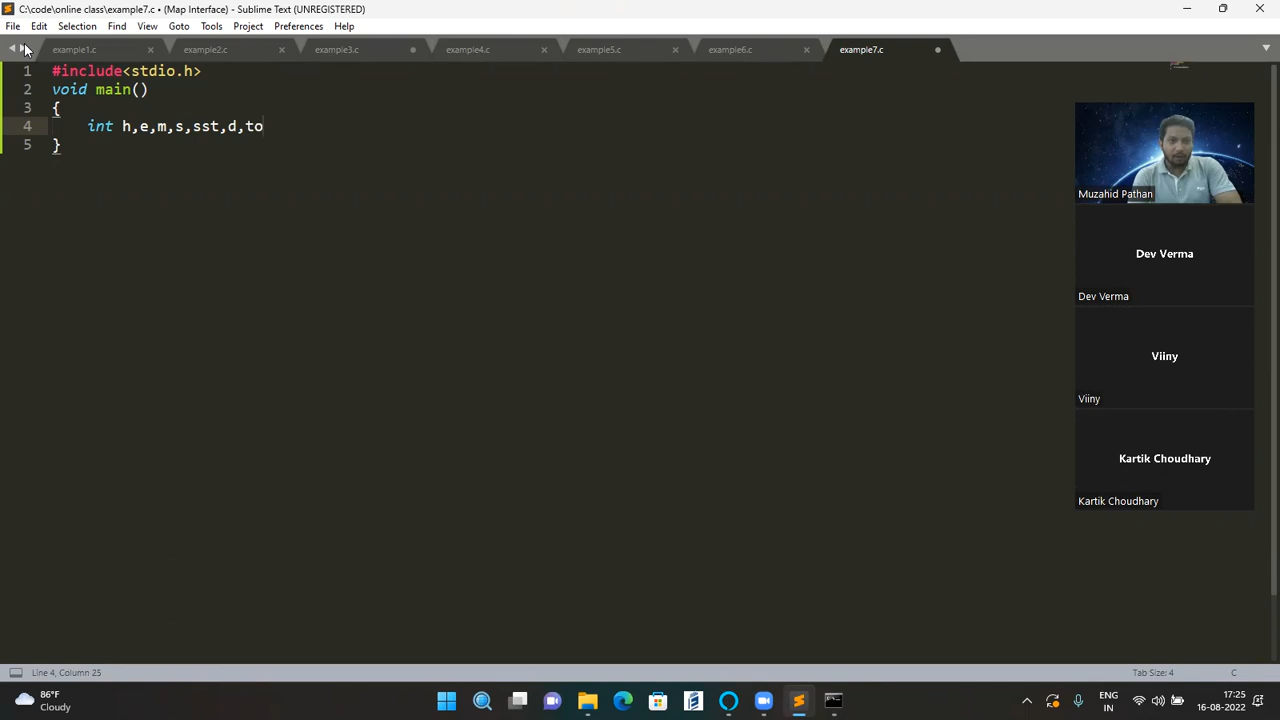 C:\code\online class\example7.c • (Map Interface) - Sublime Text (UNREGISTERED)
File Edit Selection Find View Goto Tools Project Preferences Help
example1.c example2.c example3.c example4.c example5.c example6.c example7.c
1 #include<stdio.h>
2 void main()
3 {
4 int h,e,m,s,sst,d,to
5 }
Muzahid Pathan
Dev Verma
Dev Verma
Viiny
Viiny
Kartik Choudhary
Kartik Choudhary
Line 4, Column 25 Tab Size: 4 C
86°F
Cloudy
ENG
IN
17:25
16-08-2022